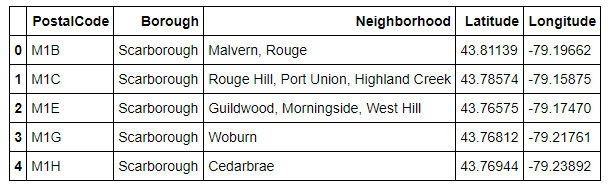 PostalCode Borough Neighborhood Latitude Longitude
0 M1B Scarborough Malvern, Rouge 43.81139 -79.19662
1 M1C Scarborough Rouge Hill, Port Union, Highland Creek 43.78574 -79.15875
2 M1E Scarborough Guildwood, Morningside, West Hill 43.76575 -79.17470
3 M1G Scarborough Woburn 43.76812 -79.21761
4 M1H Scarborough Cedarbrae 43.76944 -79.23892